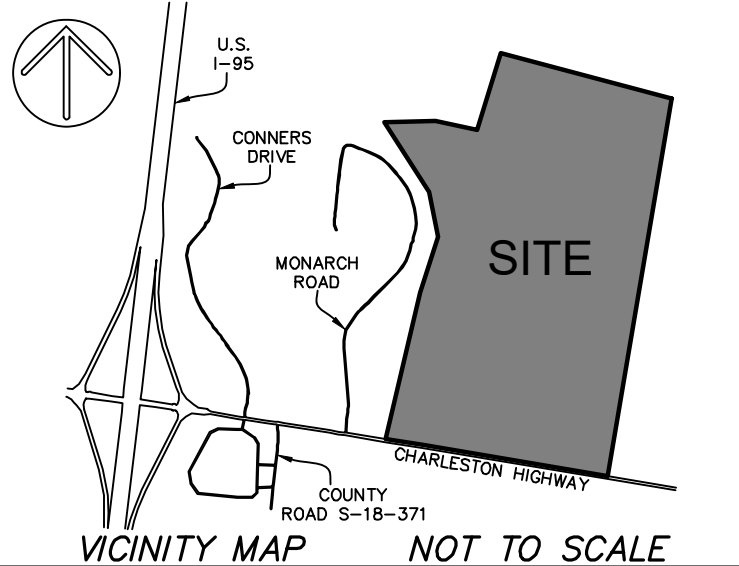 U.S.
I-95
CONNERS
DRIVE
MONARCH
ROAD
SITE
CHARLESTON HIGHWAY
COUNTY
ROAD S-18-371
VICINITY MAP
NOT TO SCALE